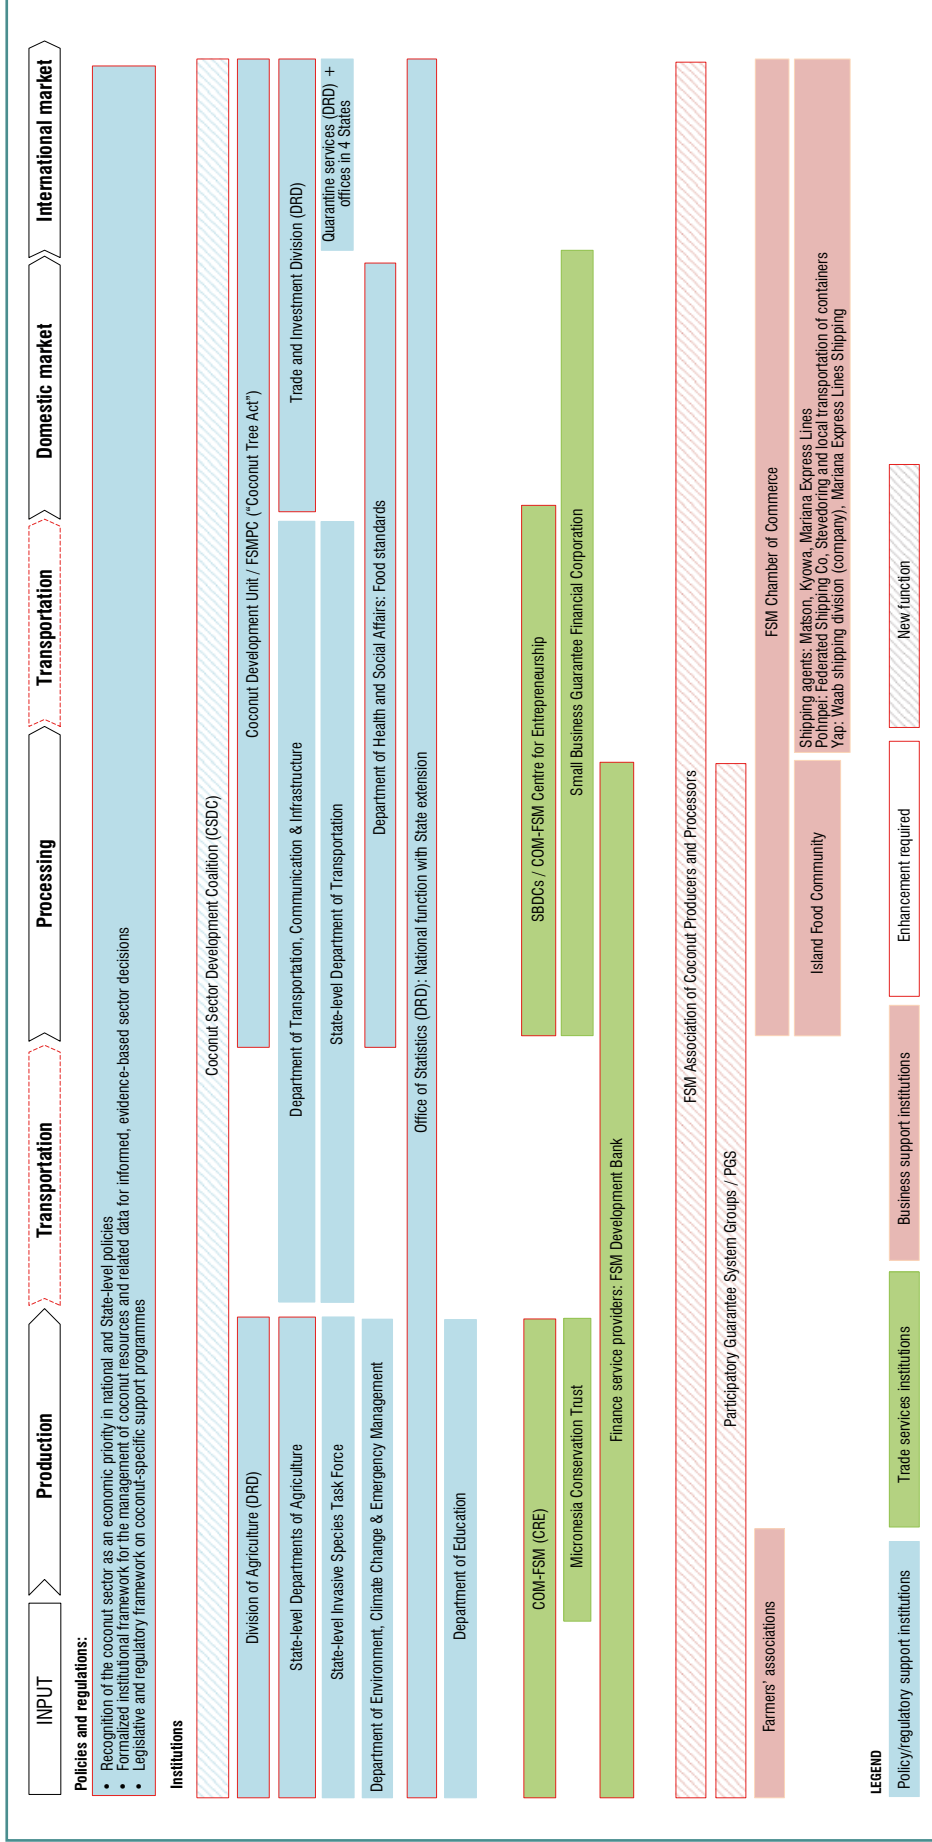 INPUT
Production
Transportation
Processing
Transportation
Domestic market
International market
Policies and regulations:
• Recognition of the coconut sector as an economic priority in national and State-level policies
• Formalized institutional framework for the management of coconut resources and related data for informed, evidence-based sector decisions
• Legislative and regulatory framework on coconut-specific support programmes
Institutions
Coconut Sector Development Coalition (CSDC)
Division of Agriculture (DRD)
Coconut Development Unit / FSMPC (“Coconut Tree Act”)
State-level Departments of Agriculture
Department of Transportation, Communication & Infrastructure
Trade and Investment Division (DRD)
State-level Invasive Species Task Force
State-level Department of Transportation
Quarantine services (DRD) +
offices in 4 States
Department of Environment, Climate Change & Emergency Management
Department of Health and Social Affairs: Food standards
Office of Statistics (DRD): National function with State extension
Department of Education
COM-FSM (CRE)
SBDCs / COM-FSM Centre for Entrepreneurship
Micronesia Conservation Trust
Small Business Guarantee Financial Corporation
Finance service providers: FSM Development Bank
FSM Association of Coconut Producers and Processors
Participatory Guarantee System Groups / PGS
Farmers’ associations
FSM Chamber of Commerce
Island Food Community
Shipping agents: Matson, Kyowa, Mariana Express Lines
Pohnpei: Federated Shipping Co, Stevedoring and local transportation of containers
Yap: Waab shipping division (company), Mariana Express Lines Shipping
LEGEND
Policy/regulatory support institutions
Trade services institutions
Business support institutions
Enhancement required
New function